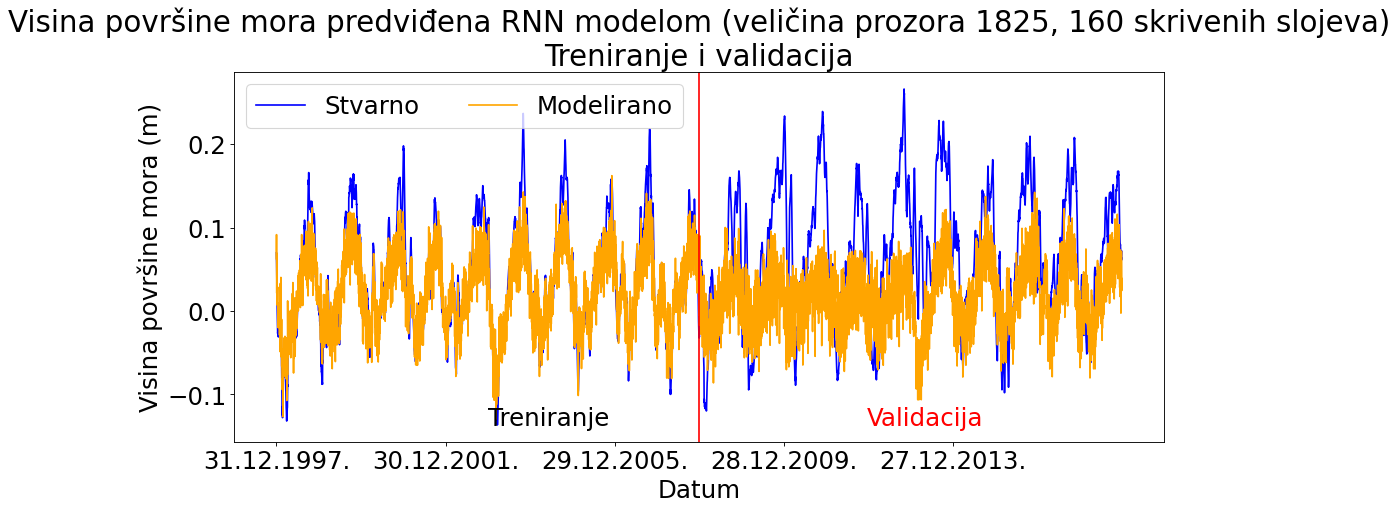 Visina površine mora predviđena RNN modelom (veličina prozora 1825, 160 skrivenih slojeva)
Treniranje i validacija
Stvarno
Modelirano
Visina površine mora (m)
0.2
0.1
0.0
−0.1
Treniranje
Validacija
31.12.1997.
30.12.2001.
29.12.2005.
28.12.2009.
27.12.2013.
Datum